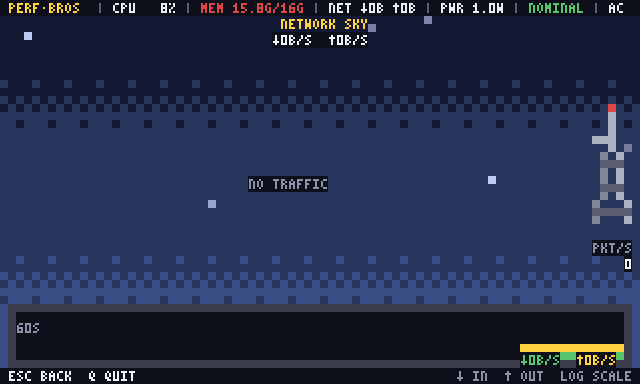 PERF·BROS | CPU 8% | MEM 15.8G/16G | NET ↓0B ↑0B | PWR 1.0W | NOMINAL | AC
NETWORK SKY
↓0B/S ↑0B/S
NO TRAFFIC
PKT/S
0
60S
↓0B/S ↑0B/S
ESC BACK Q QUIT ↓ IN ↑ OUT LOG SCALE